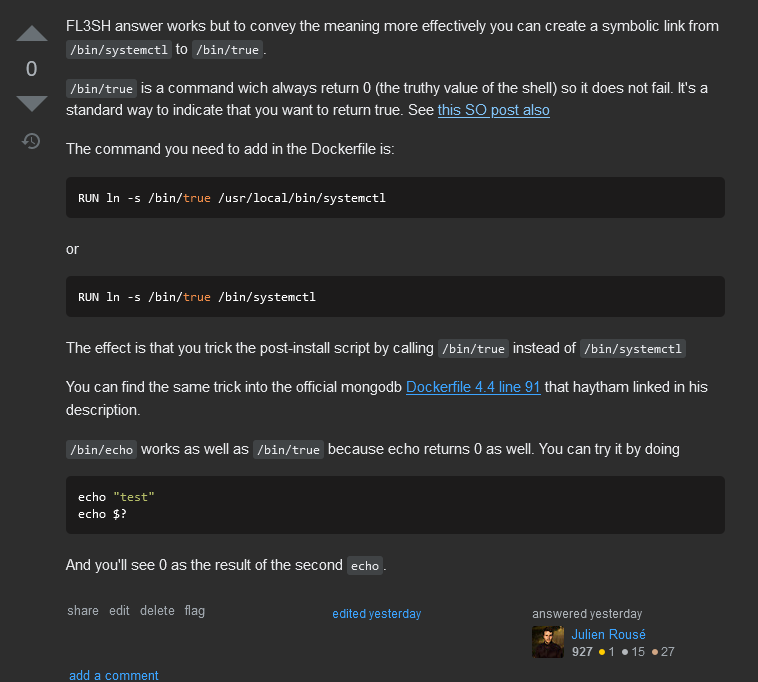 FL3SH answer works but to convey the meaning more effectively you can create a symbolic link from
/bin/systemctl to /bin/true.
0
/bin/true is a command wich always return 0 (the truthy value of the shell) so it does not fail. It's a
standard way to indicate that you want to return true. See this SO post also
The command you need to add in the Dockerfile is:
RUN ln -s /bin/true /usr/local/bin/systemctl
or
RUN ln -s /bin/true /bin/systemctl
The effect is that you trick the post-install script by calling /bin/true instead of /bin/systemctl
You can find the same trick into the official mongodb Dockerfile 4.4 line 91 that haytham linked in his
description.
/bin/echo works as well as /bin/true because echo returns 0 as well. You can try it by doing
echo "test"
echo $?
And you'll see 0 as the result of the second echo.
share edit delete flag
edited yesterday
answered yesterday
Julien Rousé
927 1 15 27
add a comment